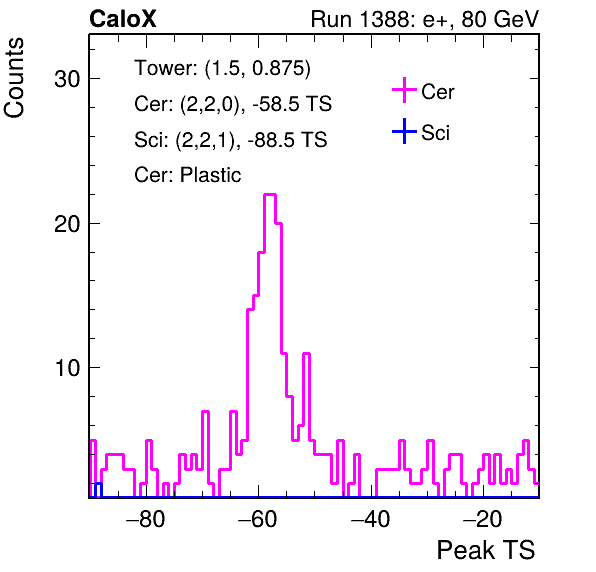 CaloX Run 1388: e+, 80 GeV
Counts
30
20
10
Tower: (1.5, 0.875)
Cer: (2,2,0), -58.5 TS
Sci: (2,2,1), -88.5 TS
Cer: Plastic
Cer
Sci
−80 −60 −40 −20
Peak TS